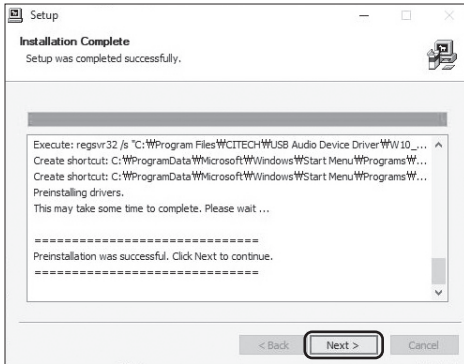 Setup
Installation Complete
Setup was completed successfully.
Execute: regsvr32 /s "C:₩Program Files₩CITECH₩USB Audio Device Driver₩W10_...
Create shortcut: C:₩ProgramData₩Microsoft₩Windows₩Start Menu₩Programs₩...
Create shortcut: C:₩ProgramData₩Microsoft₩Windows₩Start Menu₩Programs₩...
Preinstalling drivers.
This may take some time to complete. Please wait ...
==============================
Preinstallation was successful. Click Next to continue.
==============================
< Back Next > Cancel